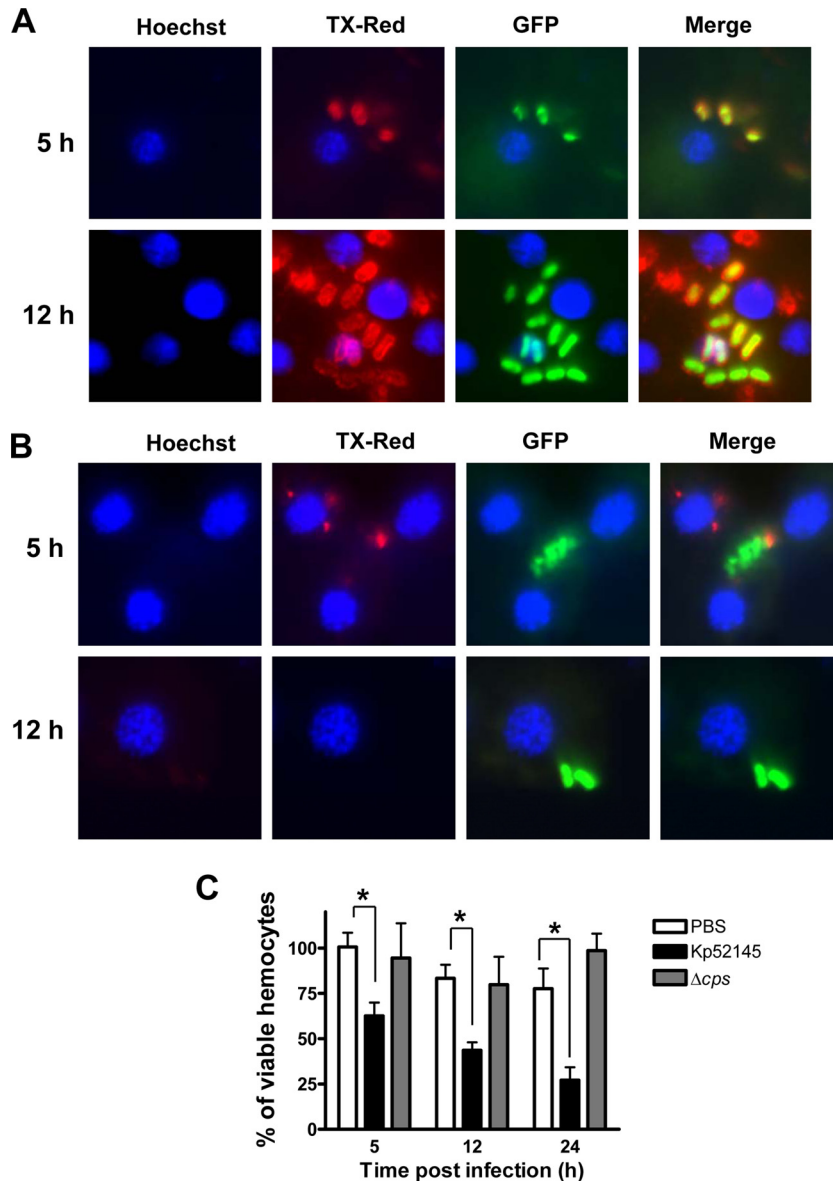 A
Hoechst TX-Red GFP Merge
5 h
12 h
B
Hoechst TX-Red GFP Merge
5 h
12 h
C
% of viable hemocytes
100
75
50
25
0
* * *
5 12 24
Time post infection (h)
PBS
Kp52145
Δcps